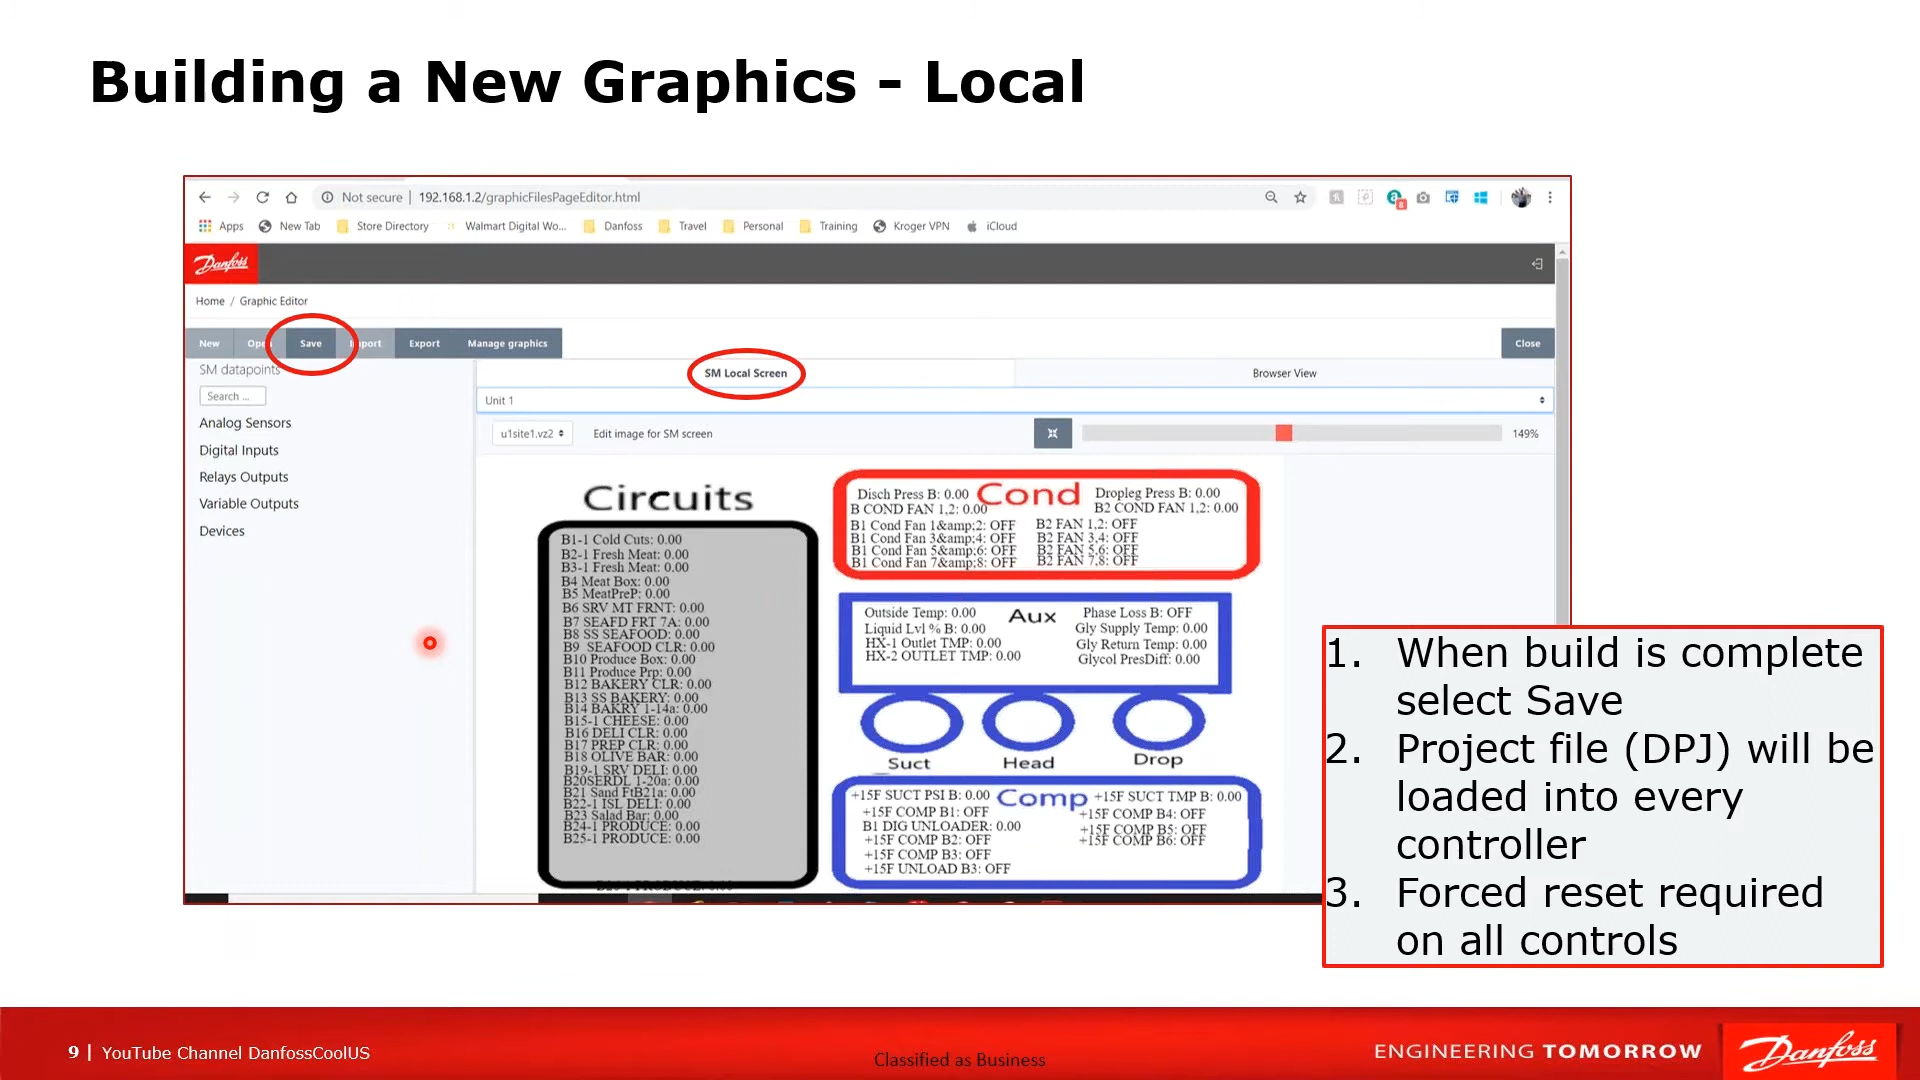 Building a New Graphics - Local
Not secure | 192.168.1.2/graphicFilesPageEditor.html
Apps New Tab Store Directory Walmart Digital Wo... Danfoss Travel Personal Training Kroger VPN iCloud
Danfoss
Home / Graphic Editor
New Open Save Import Export Manage graphics Close
SM datapoints
Search ...
Analog Sensors
Digital Inputs
Relays Outputs
Variable Outputs
Devices
SM Local Screen Browser View
Unit 1
u1site1.vz2 Edit image for SM screen 149%
Circuits
B1-1 Cold Cuts: 0.00
B2-1 Fresh Meat: 0.00
B3-1 Fresh Meat: 0.00
B4 Meat Box: 0.00
B5 MeatPreP: 0.00
B6 SRV MT FRNT: 0.00
B7 SEAFD FRT 7A: 0.00
B8 SS SEAFOOD: 0.00
B9 SEAFOOD CLR: 0.00
B10 Produce Box: 0.00
B11 Produce Prp: 0.00
B12 BAKERY CLR: 0.00
B13 SS BAKERY: 0.00
B14 BAKRY 1-14a: 0.00
B15-1 CHEESE: 0.00
B16 DELI CLR: 0.00
B17 PREP CLR: 0.00
B18 OLIVE BAR: 0.00
B19-1 SRV DELI: 0.00
B20SERDL 1-20a: 0.00
B21 Sand FtB21a: 0.00
B22-1 ISL DELI: 0.00
B23 Salad Bar: 0.00
B24-1 PRODUCE: 0.00
B25-1 PRODUCE: 0.00
Cond
Disch Press B: 0.00 Dropleg Press B: 0.00
B COND FAN 1,2: 0.00 B2 COND FAN 1,2: 0.00
B1 Cond Fan 1&amp;2: OFF B2 FAN 1,2: OFF
B1 Cond Fan 3&amp;4: OFF B2 FAN 3,4: OFF
B1 Cond Fan 5&amp;6: OFF B2 FAN 5,6: OFF
B1 Cond Fan 7&amp;8: OFF B2 FAN 7,8: OFF
Aux
Outside Temp: 0.00 Phase Loss B: OFF
Liquid Lvl % B: 0.00 Gly Supply Temp: 0.00
HX-1 Outlet TMP: 0.00 Gly Return Temp: 0.00
HX-2 OUTLET TMP: 0.00 Glycol PresDiff: 0.00
Suct Head Drop
Comp
+15F SUCT PSI B: 0.00 +15F SUCT TMP B: 0.00
+15F COMP B1: OFF +15F COMP B4: OFF
B1 DIG UNLOADER: 0.00 +15F COMP B5: OFF
+15F COMP B2: OFF +15F COMP B6: OFF
+15F COMP B3: OFF
+15F UNLOAD B3: OFF
1. When build is complete
select Save
2. Project file (DPJ) will be
loaded into every
controller
3. Forced reset required
on all controls
9 | YouTube Channel DanfossCoolUS
Classified as Business
ENGINEERING TOMORROW
Danfoss